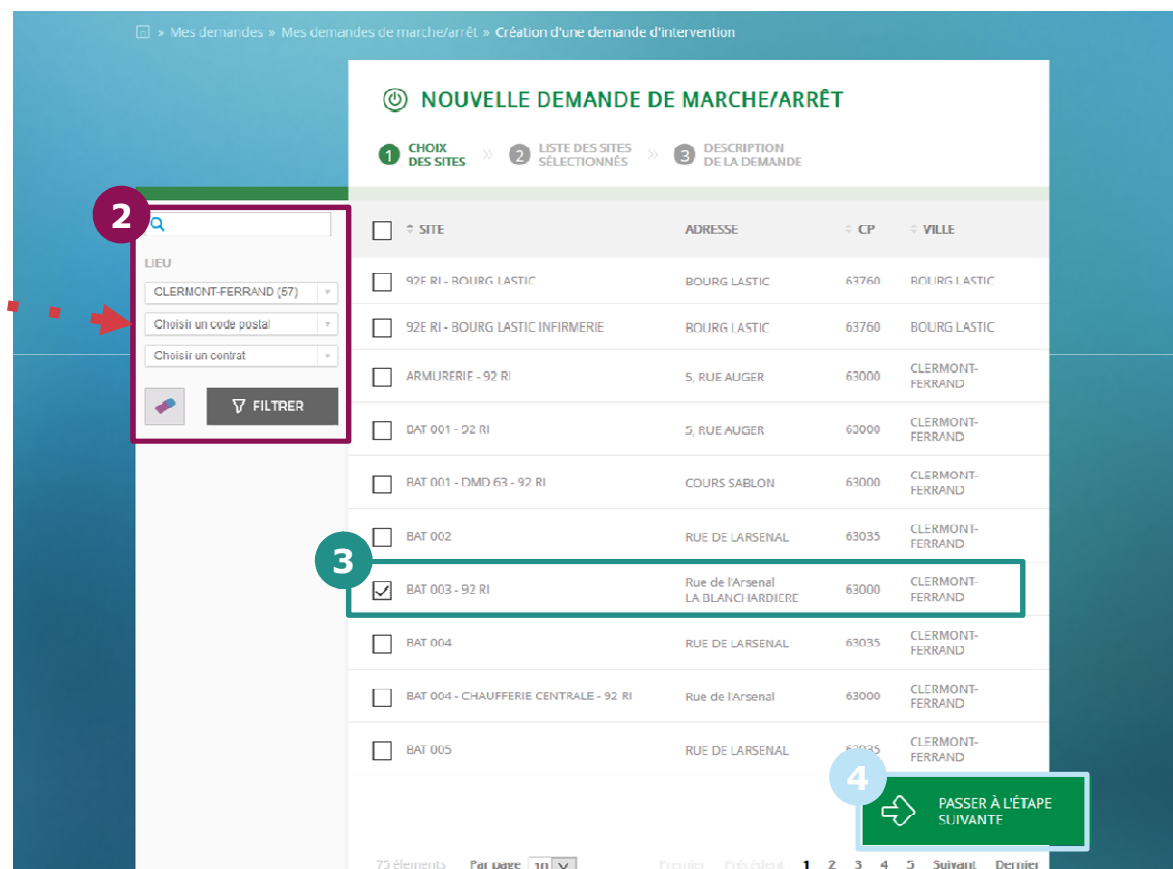 » Mes demandes » Mes demandes de marche/arrêt » Création d'une demande d'intervention
NOUVELLE DEMANDE DE MARCHE/ARRÊT
1 CHOIX DES SITES » 2 LISTE DES SITES SÉLECTIONNÉS » 3 DESCRIPTION DE LA DEMANDE
2
LIEU
CLERMONT-FERRAND (57)
Choisir un code postal
Choisir un contrat
FILTRER
SITE ADRESSE CP VILLE
92E RI - BOURG LASTIC BOURG LASTIC 63760 BOURG LASTIC
92E RI - BOURG LASTIC INFIRMERIE BOURG LASTIC 63760 BOURG LASTIC
ARMURERIE - 92 RI 5, RUE AUGER 63000 CLERMONT-
FERRAND
BAT 001 - 92 RI 5, RUE AUGER 63000 CLERMONT-
FERRAND
BAT 001 - DMD 63 - 92 RI COURS SABLON 63000 CLERMONT-
FERRAND
BAT 002 RUE DE LARSENAL 63035 CLERMONT-
FERRAND
3
BAT 003 - 92 RI Rue de l'Arsenal 63000 CLERMONT-
LA BLANCHARDIERE FERRAND
BAT 004 RUE DE LARSENAL 63035 CLERMONT-
FERRAND
BAT 004 - CHAUFFERIE CENTRALE - 92 RI Rue de l'Arsenal 63000 CLERMONT-
FERRAND
BAT 005 RUE DE LARSENAL 63035 CLERMONT-
FERRAND
4
PASSER À L'ÉTAPE
SUIVANTE
75 éléments Par page 10 Premier Précédent 1 2 3 4 5 Suivant Dernier